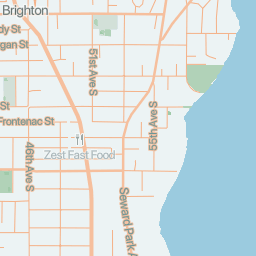 Brighton
dy St
gan St
51st Ave S
St
Frontenac St
55th Ave S
Zest Fast Food
46th Ave S
Seward Park A